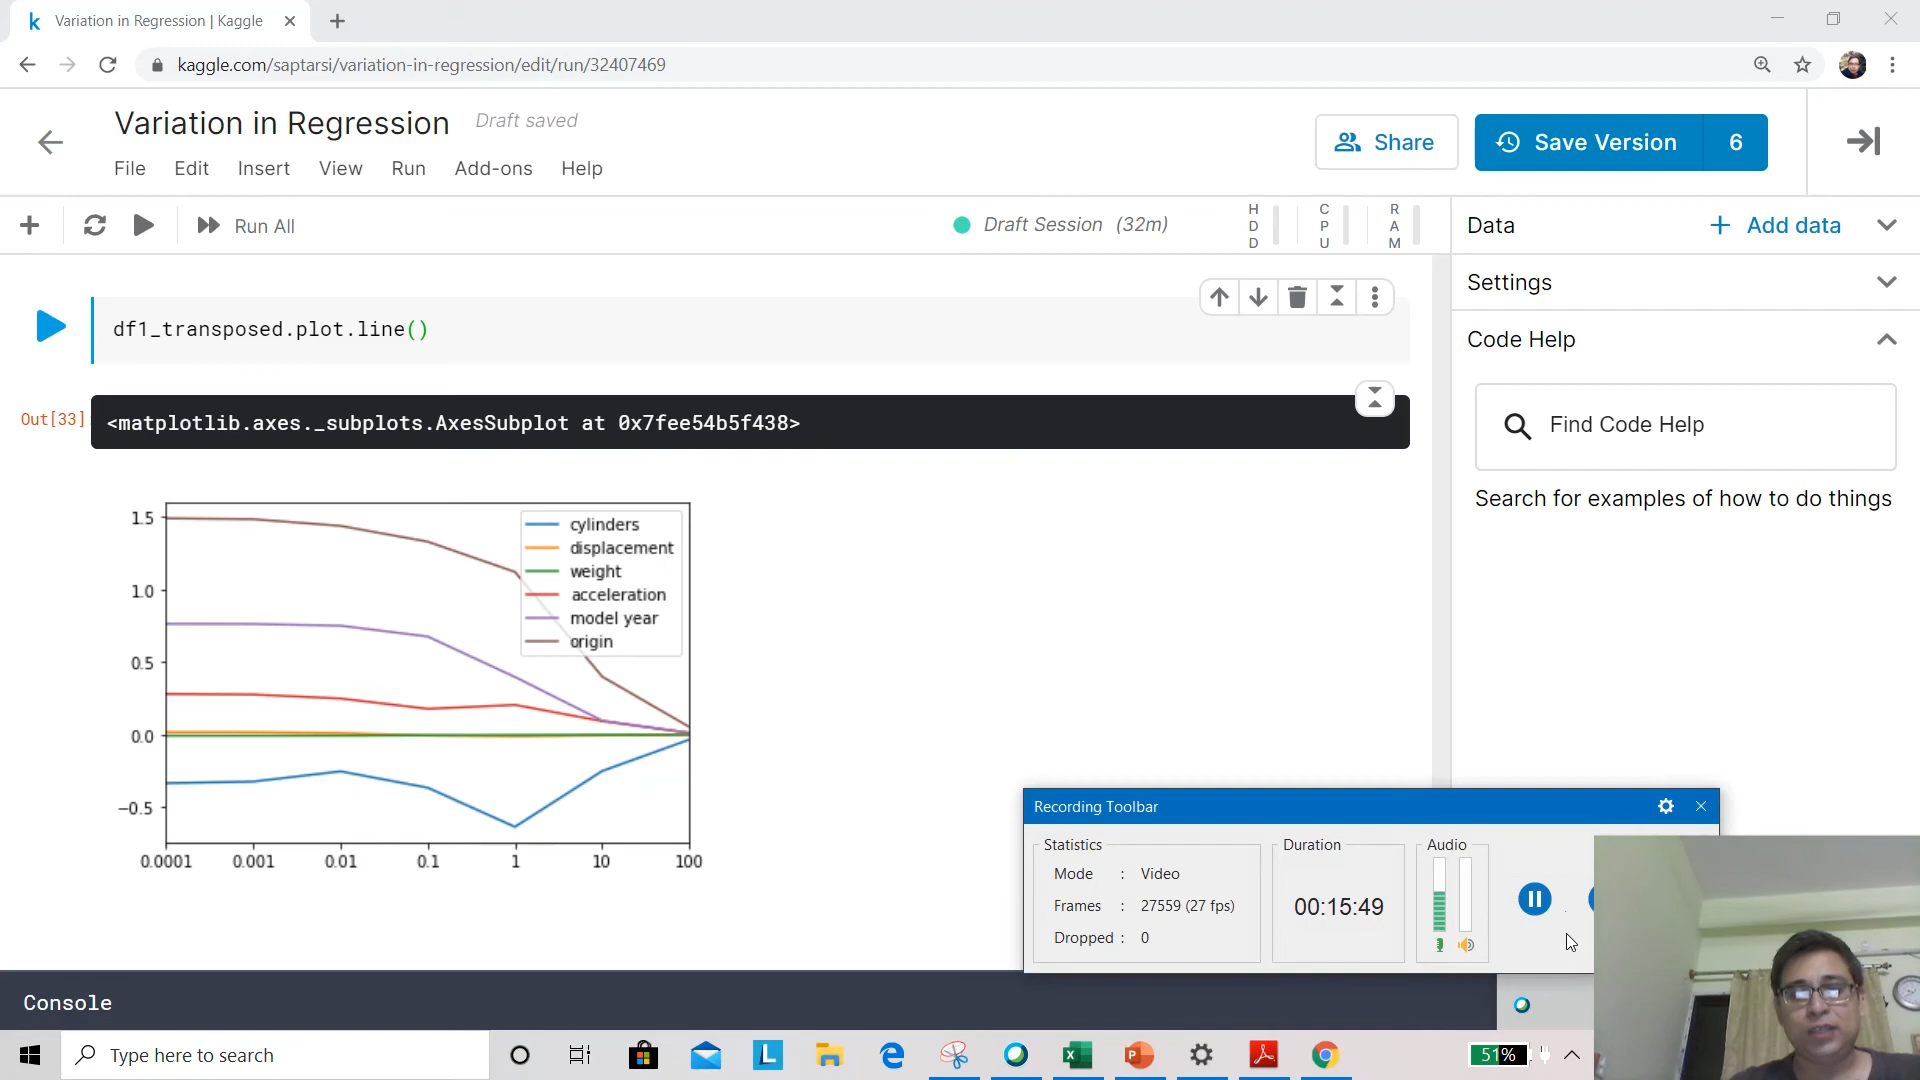 Variation in Regression | Kaggle
kaggle.com/saptarsi/variation-in-regression/edit/run/32407469
Variation in Regression
Draft saved
File Edit Insert View Run Add-ons Help
Share
Save Version
6
Run All
Draft Session (32m)
HDD
CPU
RAM
Data
Add data
Settings
Code Help
Find Code Help
Search for examples of how to do things
df1_transposed.plot.line()
Out[33]
<matplotlib.axes._subplots.AxesSubplot at 0x7fee54b5f438>
1.5
1.0
0.5
0.0
−0.5
0.0001 0.001 0.01 0.1 1 10 100
cylinders
displacement
weight
acceleration
model year
origin
Recording Toolbar
Statistics
Mode : Video
Frames : 27559 (27 fps)
Dropped : 0
Duration
00:15:49
Audio
Console
Type here to search
51%